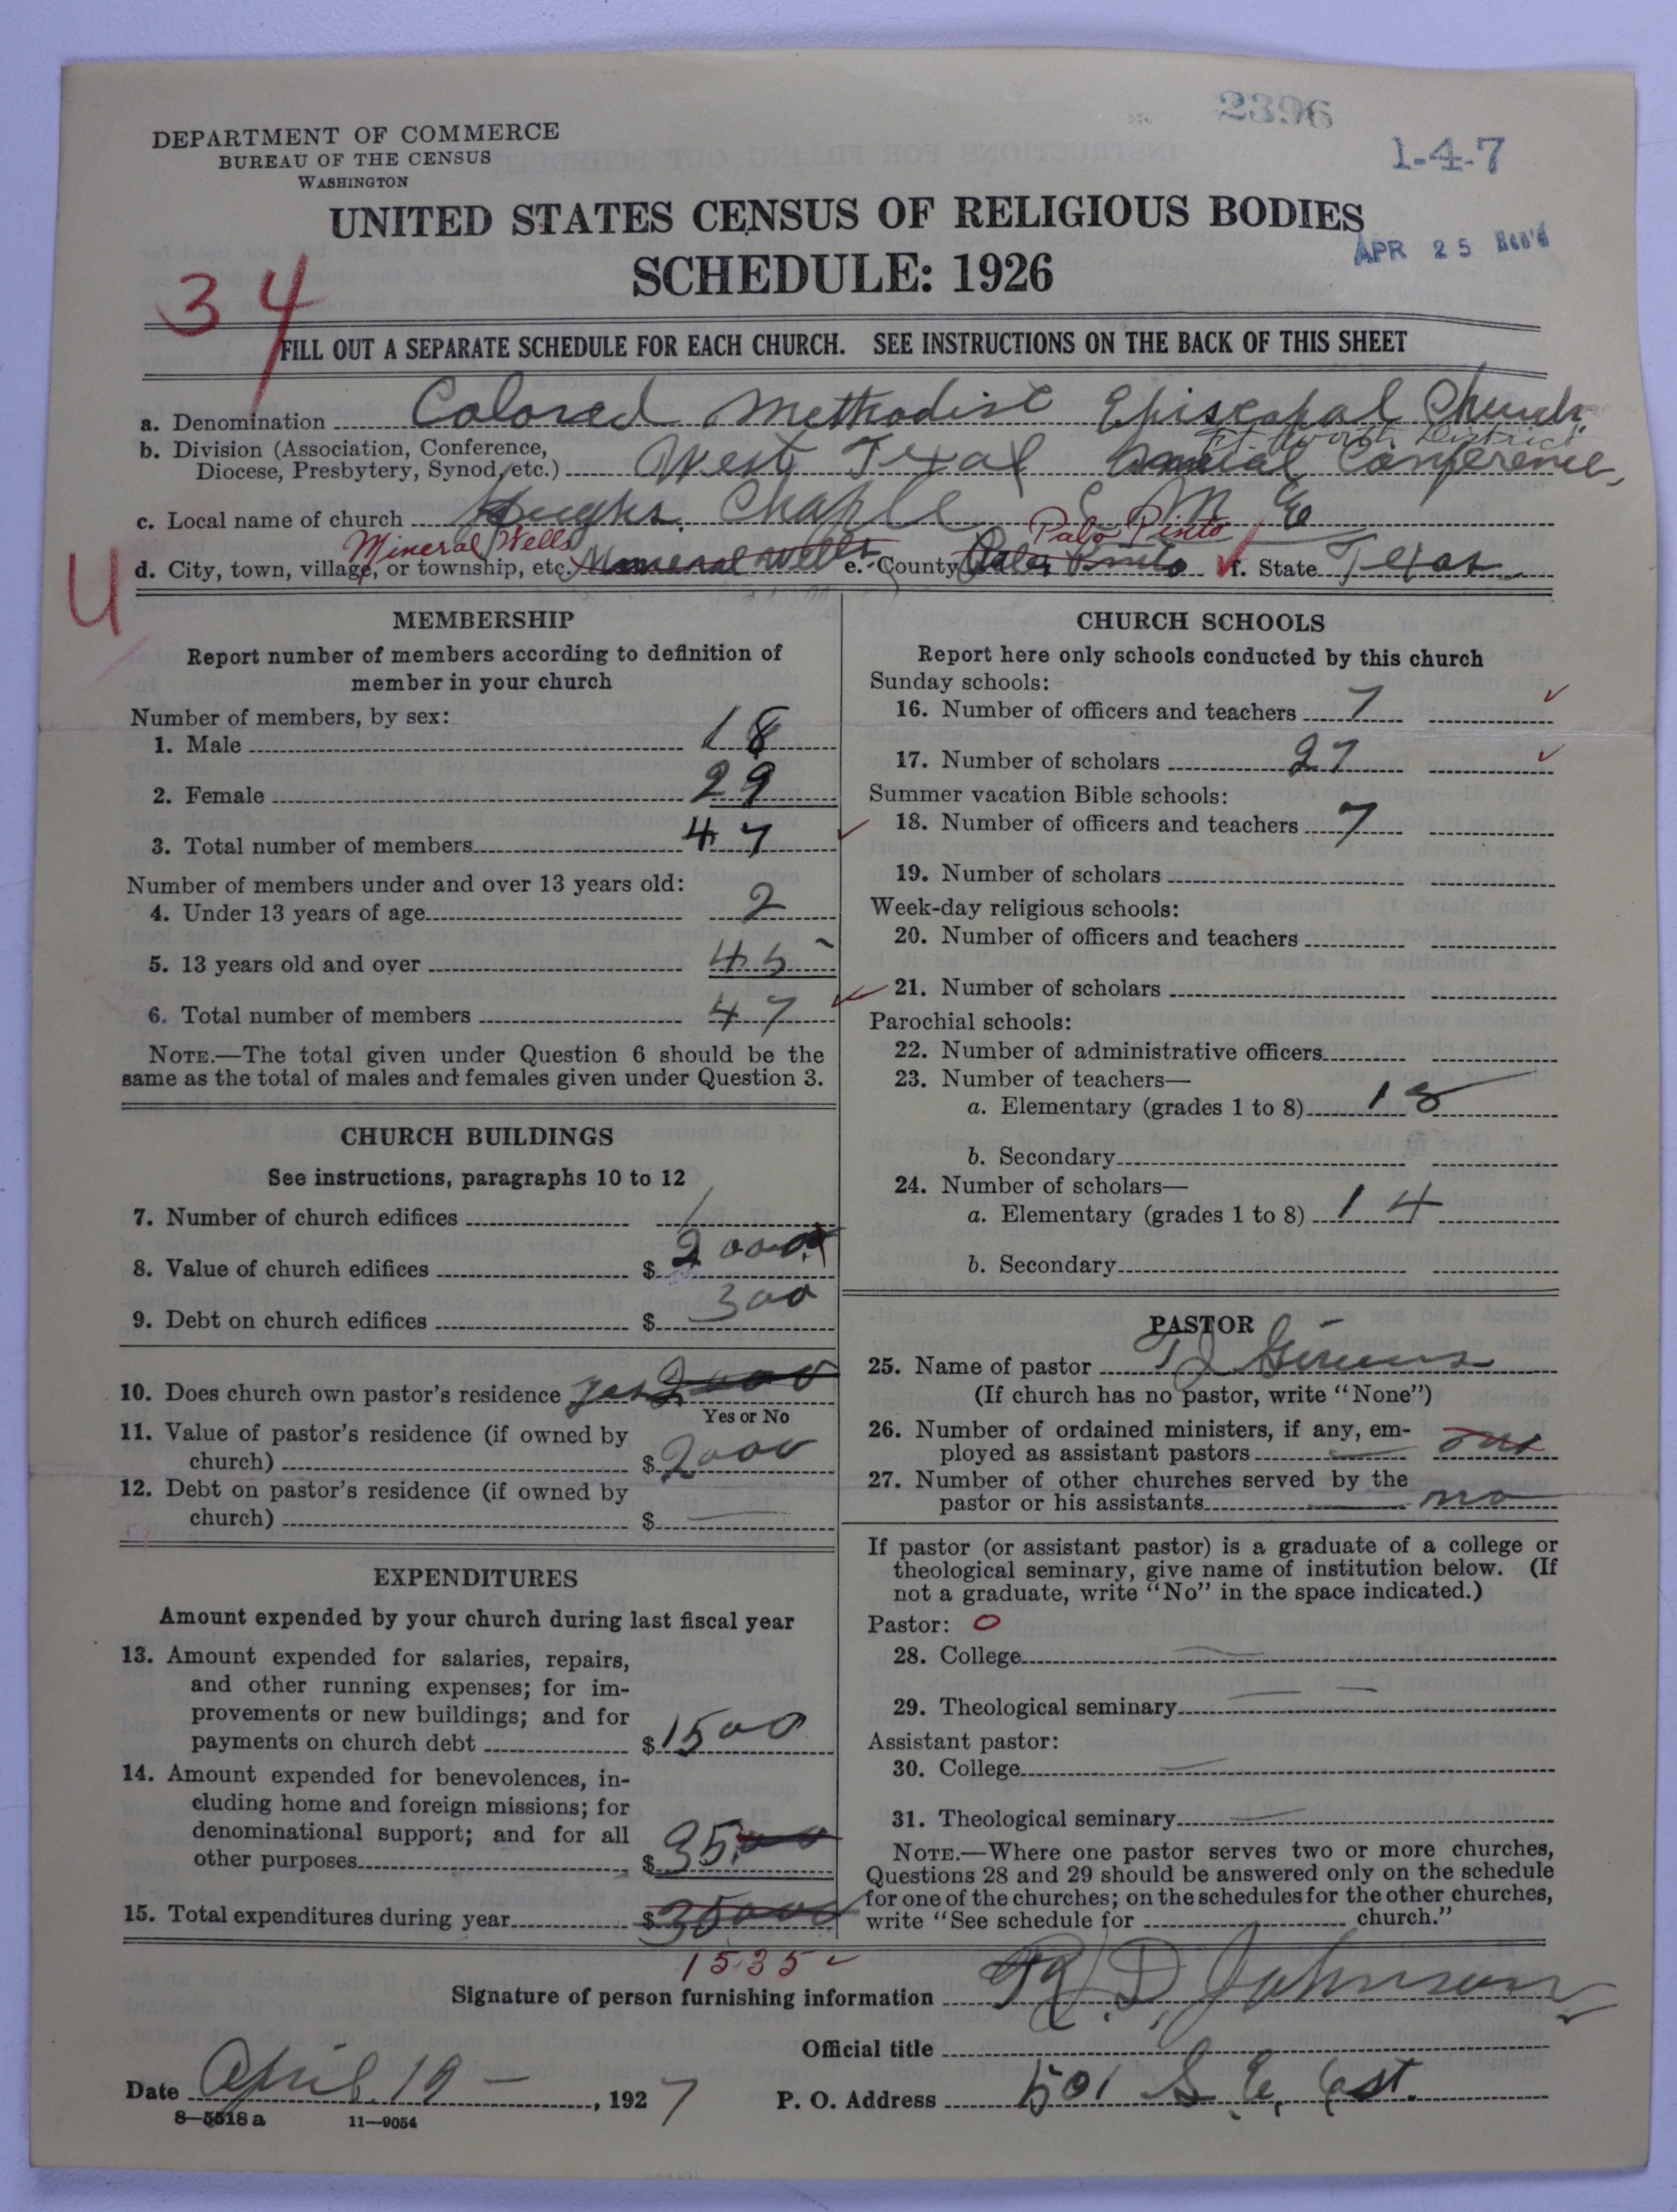 2396
1-4-7
DEPARTMENT OF COMMERCE
BUREAU OF THE CENSUS
WASHINGTON
UNITED STATES CENSUS OF RELIGIOUS BODIES
APR 25 Rec'd
SCHEDULE: 1926
34
FILL OUT A SEPARATE SCHEDULE FOR EACH CHURCH. SEE INSTRUCTIONS ON THE BACK OF THIS SHEET
a. Denomination Colored Methodist Episcopal Church
Ft Worth District
b. Division (Association, Conference,
Diocese, Presbytery, Synod, etc.) West Texas Annual Conference
c. Local name of church Hughs Chaple C M E
Mineral Wells Palo Pinto
d. City, town, village, or township, etc. Mineral Wells e. County Palo Pinto f. State Texas
MEMBERSHIP
Report number of members according to definition of
member in your church
Number of members, by sex:
1. Male 18
2. Female 29
3. Total number of members 47
Number of members under and over 13 years old:
4. Under 13 years of age 2
5. 13 years old and over 45
6. Total number of members 47
NOTE.—The total given under Question 6 should be the
same as the total of males and females given under Question 3.
CHURCH BUILDINGS
See instructions, paragraphs 10 to 12
7. Number of church edifices 1
8. Value of church edifices $ 2000
9. Debt on church edifices $ 300
10. Does church own pastor's residence yes 2000
Yes or No
11. Value of pastor's residence (if owned by
church) $ 2000
12. Debt on pastor's residence (if owned by
church) $ —
EXPENDITURES
Amount expended by your church during last fiscal year
13. Amount expended for salaries, repairs,
and other running expenses; for im-
provements or new buildings; and for
payments on church debt $ 1500
14. Amount expended for benevolences, in-
cluding home and foreign missions; for
denominational support; and for all
other purposes $ 35.00
15. Total expenditures during year $ 35000
1535
CHURCH SCHOOLS
Report here only schools conducted by this church
Sunday schools:
16. Number of officers and teachers 7
17. Number of scholars 27
Summer vacation Bible schools:
18. Number of officers and teachers 7
19. Number of scholars
Week-day religious schools:
20. Number of officers and teachers
21. Number of scholars
Parochial schools:
22. Number of administrative officers
23. Number of teachers—
a. Elementary (grades 1 to 8) 18
b. Secondary
24. Number of scholars—
a. Elementary (grades 1 to 8) 14
b. Secondary
PASTOR
25. Name of pastor T J
(If church has no pastor, write "None")
26. Number of ordained ministers, if any, em-
ployed as assistant pastors — one
27. Number of other churches served by the
pastor or his assistants — no
If pastor (or assistant pastor) is a graduate of a college or
theological seminary, give name of institution below. (If
not a graduate, write "No" in the space indicated.)
Pastor: 0
28. College —
29. Theological seminary —
Assistant pastor:
30. College —
31. Theological seminary —
NOTE.—Where one pastor serves two or more churches,
Questions 28 and 29 should be answered only on the schedule
for one of the churches; on the schedules for the other churches,
write "See schedule for church."
Signature of person furnishing information R. D. Johnson
Official title
Date April 19 - , 1927 P. O. Address 501 S. E. 6 st.
8—5518 a 11—9054